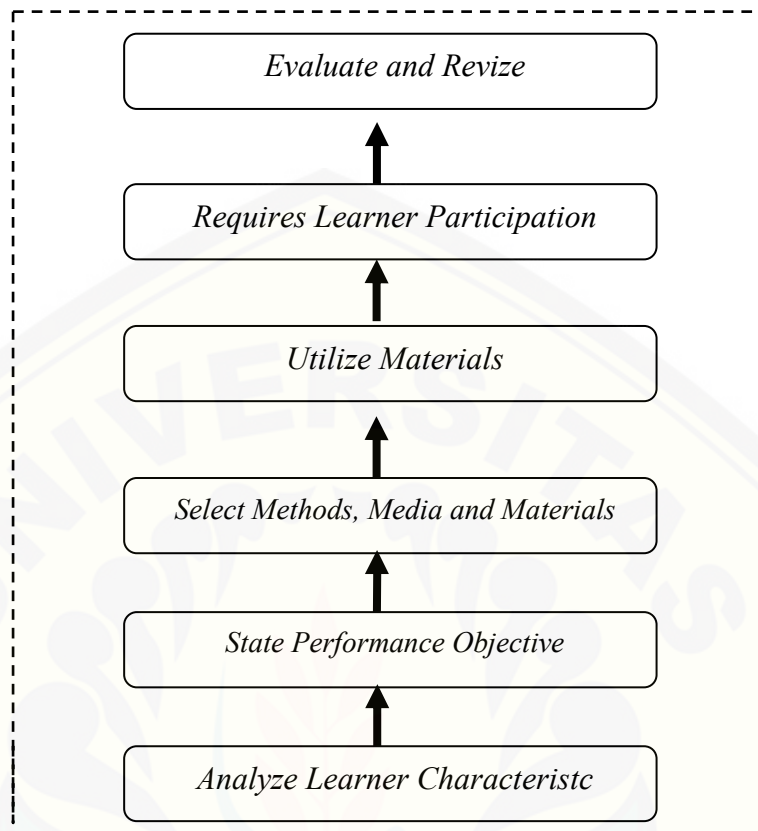 Evaluate and Revize
Requires Learner Participation
Utilize Materials
Select Methods, Media and Materials
State Performance Objective
Analyze Learner Characteristc
UNIVERSITAS